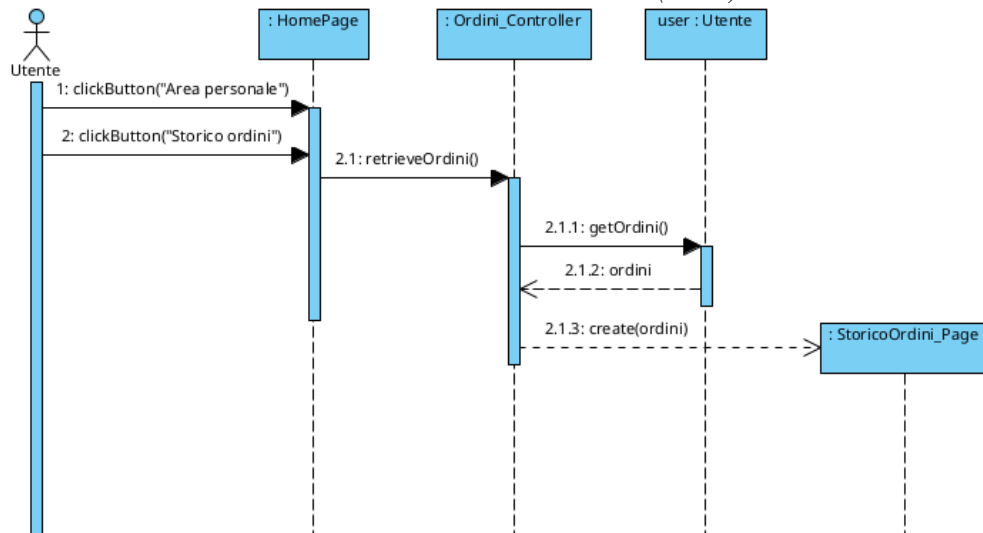 : HomePage
: Ordini_Controller
user : Utente
Utente
1: clickButton("Area personale")
2: clickButton("Storico ordini")
2.1: retrieveOrdini()
2.1.1: getOrdini()
2.1.2: ordini
2.1.3: create(ordini)
: StoricoOrdini_Page